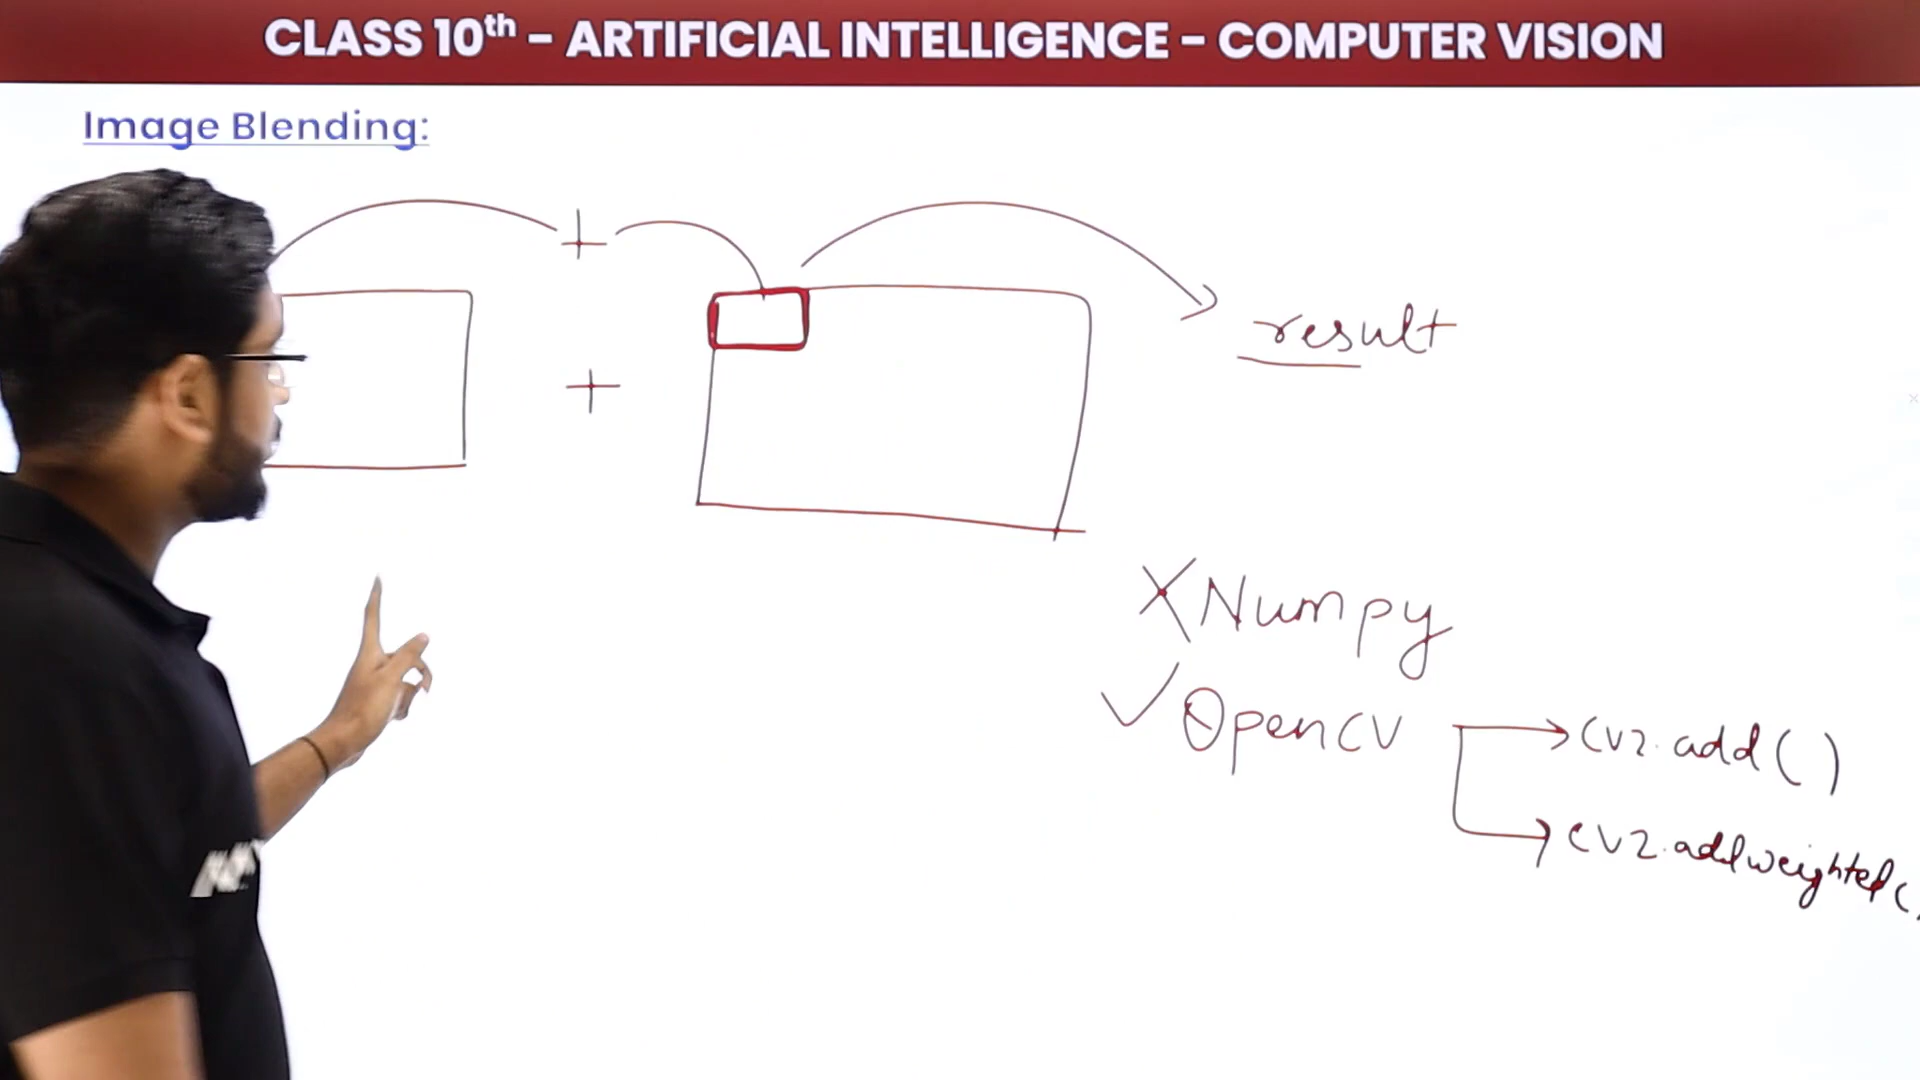 CLASS 10th - ARTIFICIAL INTELLIGENCE - COMPUTER VISION
Image Blending:
+
+
result
X Numpy
✓ OpenCV
cv2.add()
cv2.addweighted(